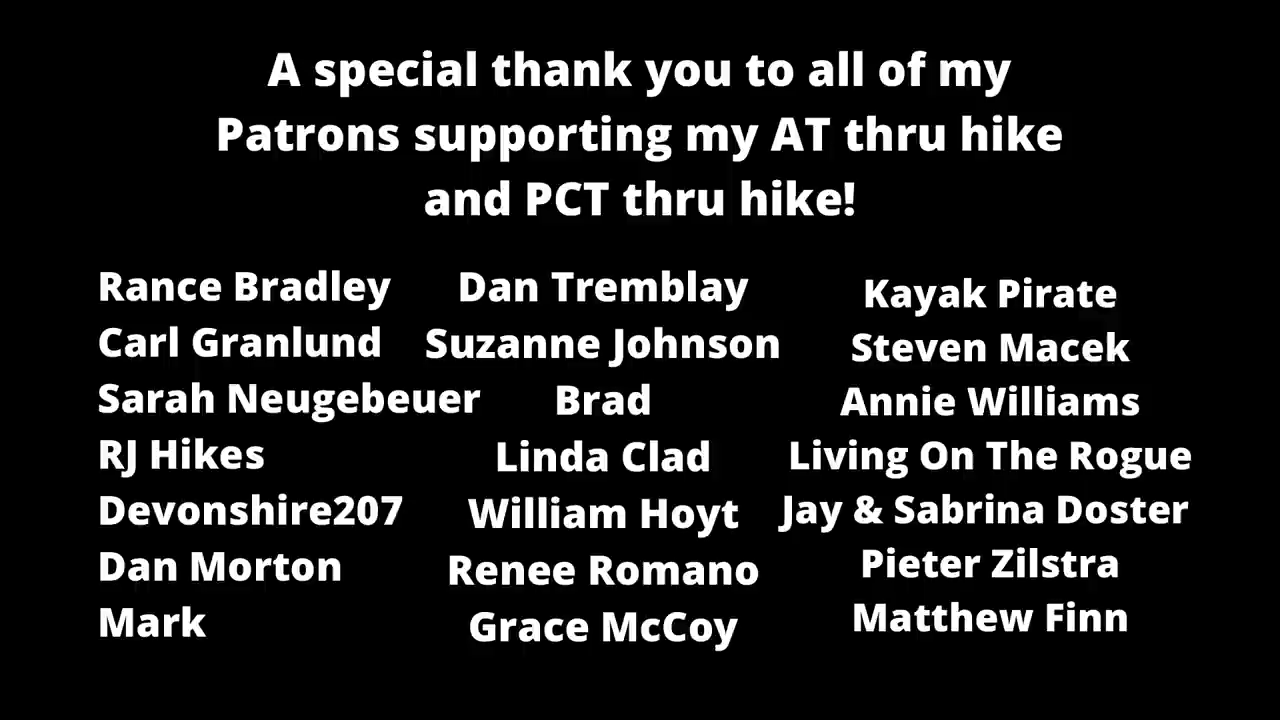 A special thank you to all of my
Patrons supporting my AT thru hike
and PCT thru hike!
Rance Bradley
Carl Granlund
Sarah Neugebeuer
RJ Hikes
Devonshire207
Dan Morton
Mark
Dan Tremblay
Suzanne Johnson
Brad
Linda Clad
William Hoyt
Renee Romano
Grace McCoy
Kayak Pirate
Steven Macek
Annie Williams
Living On The Rogue
Jay & Sabrina Doster
Pieter Zilstra
Matthew Finn